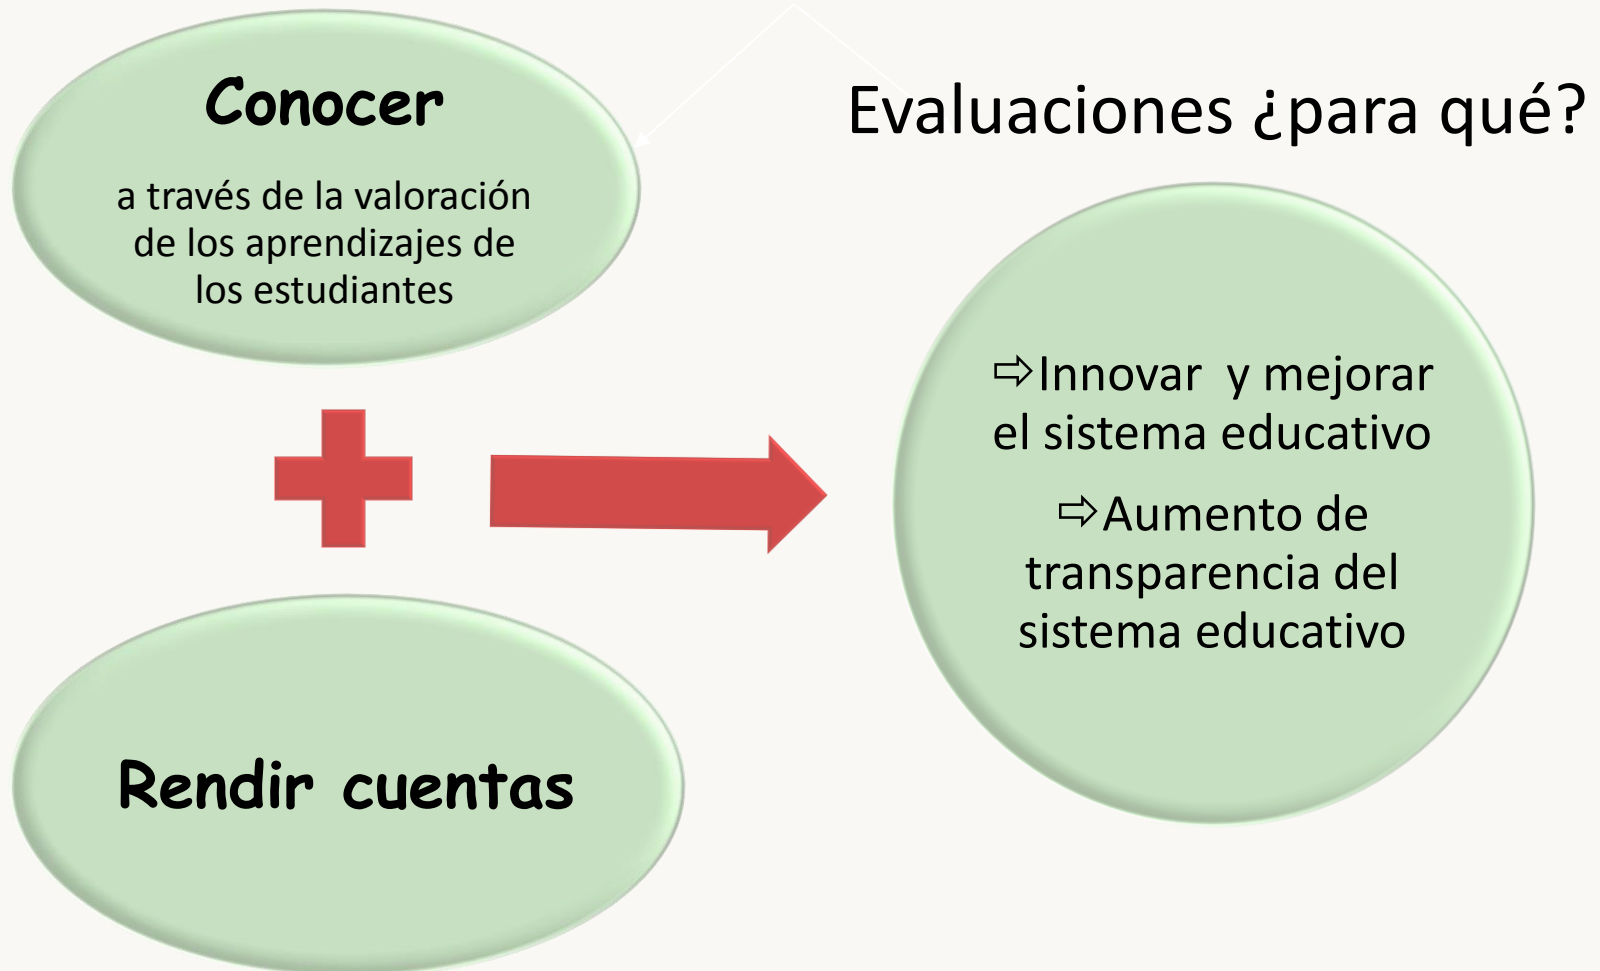 Evaluaciones ¿para qué?
Conocer
a través de la valoración
de los aprendizajes de
los estudiantes
Rendir cuentas
⇨Innovar y mejorar
el sistema educativo
⇨Aumento de
transparencia del
sistema educativo